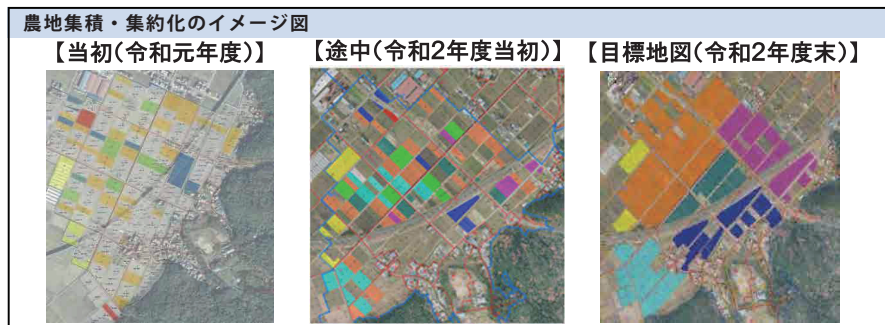 農地集積・集約化のイメージ図
【当初(令和元年度)】
【途中(令和2年度当初)】
【目標地図(令和2年度末)】